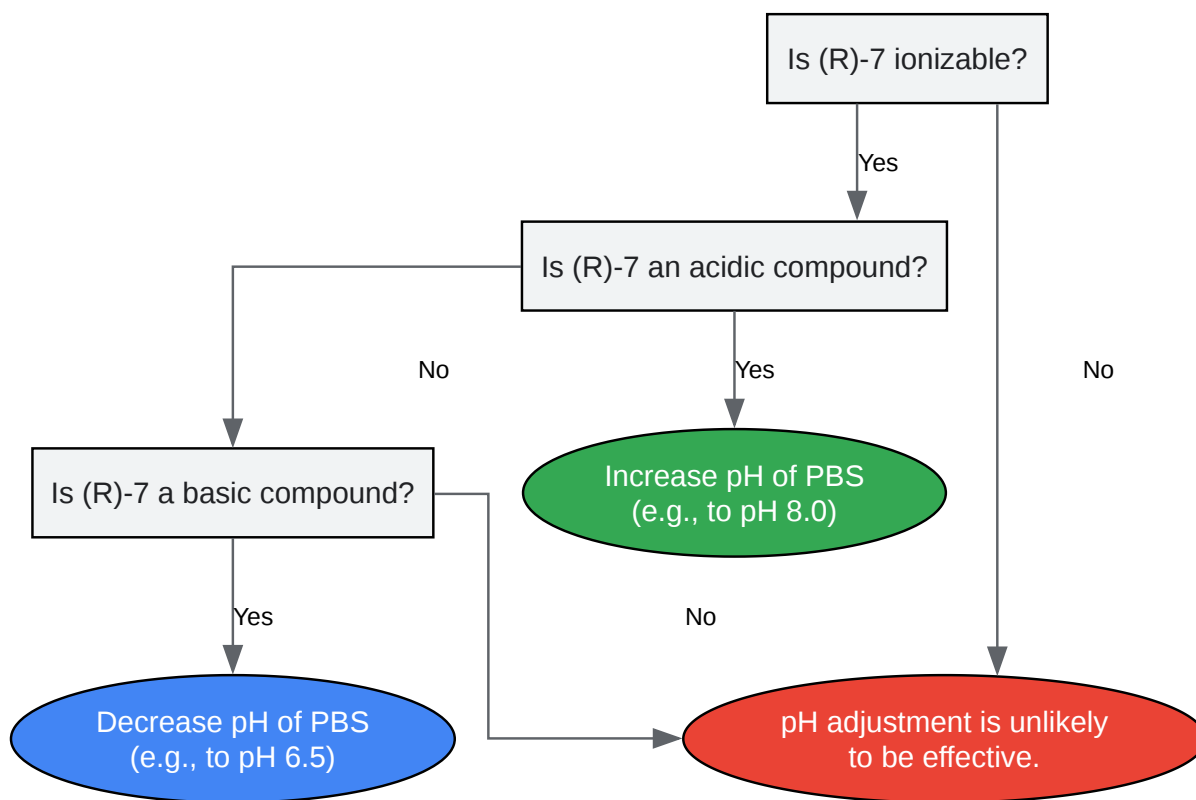 Is (R)-7 ionizable?
Yes
Is (R)-7 an acidic compound?
No
Yes
No
Is (R)-7 a basic compound?
Increase pH of PBS
(e.g., to pH 8.0)
Yes
No
Decrease pH of PBS
(e.g., to pH 6.5)
pH adjustment is unlikely
to be effective.